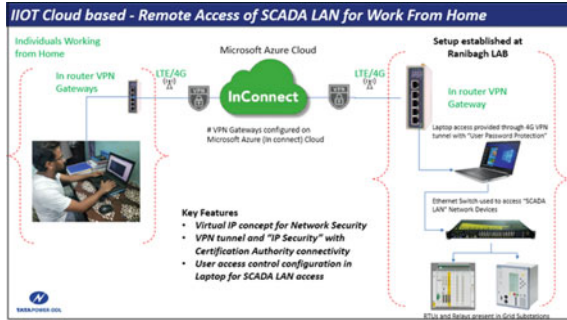 IIOT Cloud based - Remote Access of SCADA LAN for Work From Home
Individuals Working
from Home
In router VPN
Gateways
LTE/4G
VPN
Microsoft Azure Cloud
InConnect
# VPN Gateways configured on
Microsoft Azure (In connect) Cloud
VPN
LTE/4G
Setup established at
Ranibagh LAB
In router VPN
Gateway
Laptop access provided through 4G VPN
tunnel with "User Password Protection"
Ethernet Switch used to access "SCADA
LAN" Network Devices
RTUs and Relays present in Grid Substations
Key Features
• Virtual IP concept for Network Security
• VPN tunnel and "IP Security" with
Certification Authority connectivity
• User access control configuration in
Laptop for SCADA LAN access
TATA POWER-DDL